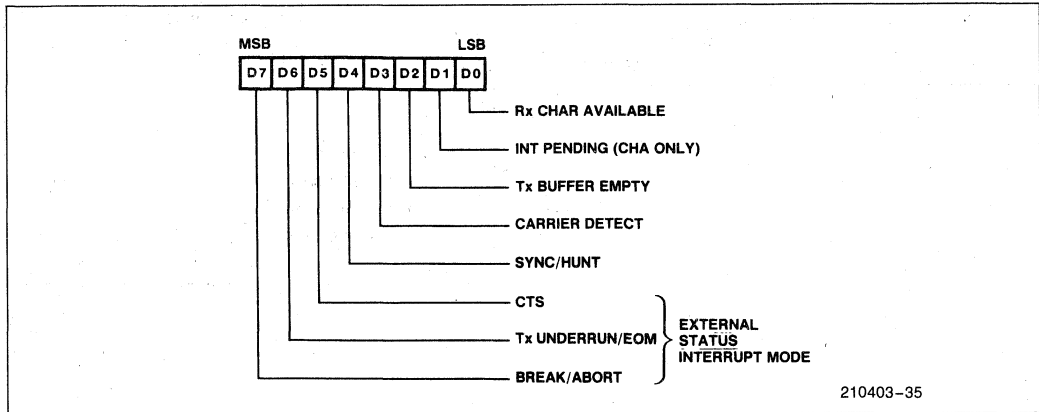 MSB LSB
D7 D6 D5 D4 D3 D2 D1 D0
Rx CHAR AVAILABLE
INT PENDING (CHA ONLY)
Tx BUFFER EMPTY
CARRIER DETECT
SYNC/HUNT
CTS
Tx UNDERRUN/EOM
BREAK/ABORT
EXTERNAL
STATUS
INTERRUPT MODE
210403-35